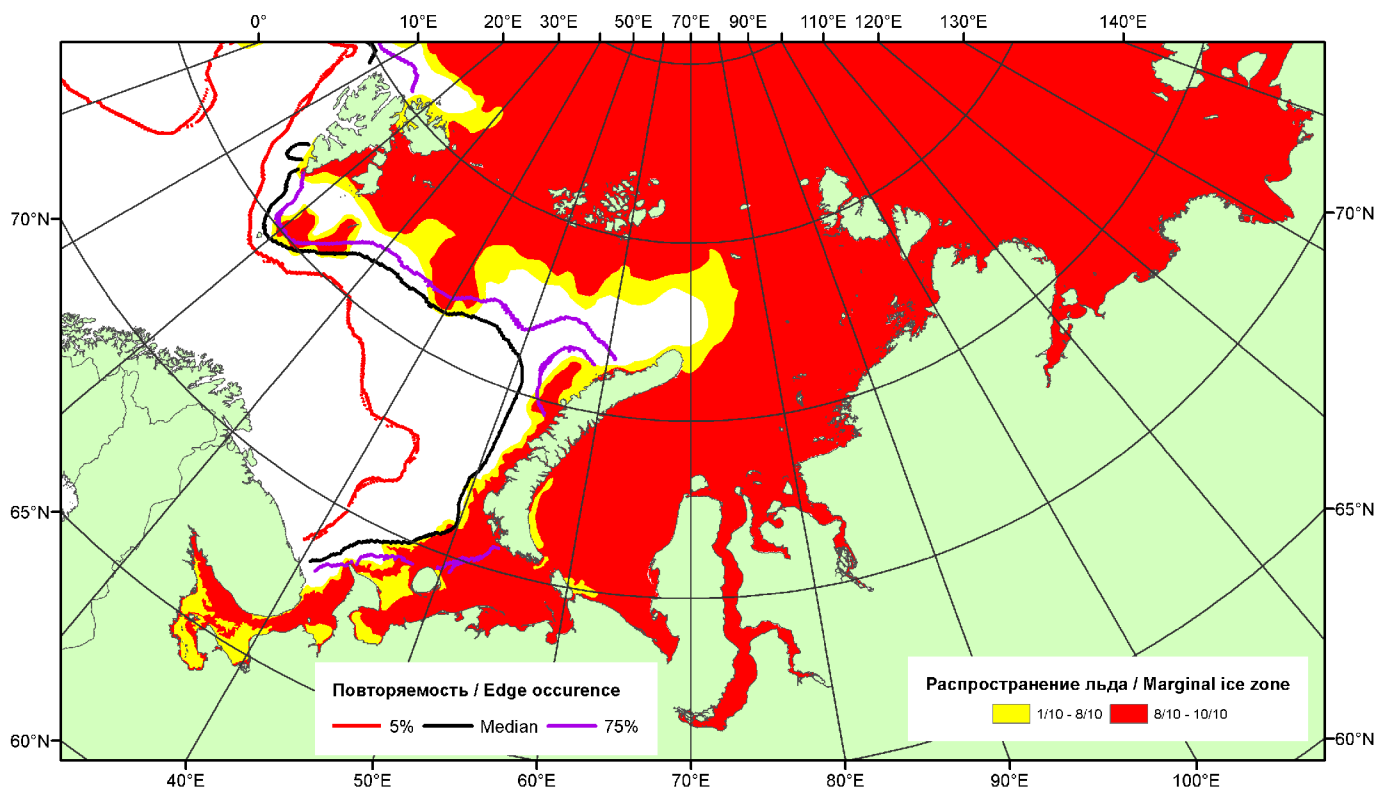 0° 10°E 20°E 30°E 50°E 70°E 90°E 110°E 120°E 130°E 140°E
70°N 70°N
65°N 65°N
60°N 60°N
Повторяемость / Edge occurence
5% Median 75%
Распространение льда / Marginal ice zone
1/10 - 8/10 8/10 - 10/10
40°E 50°E 60°E 70°E 80°E 90°E 100°E